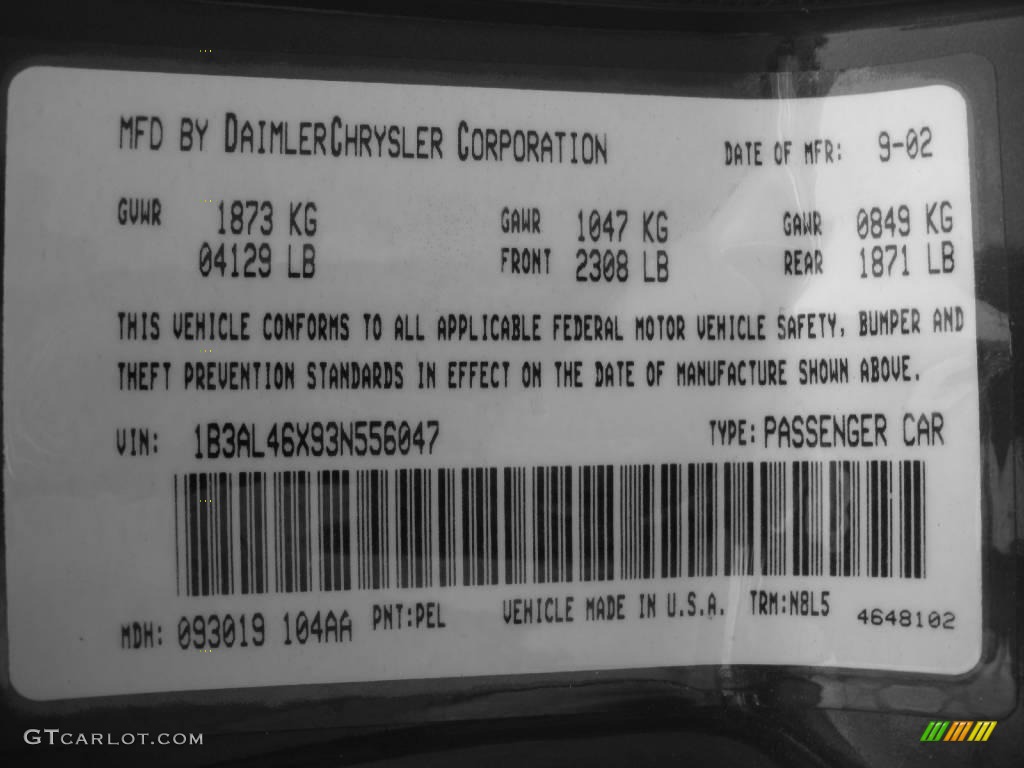 MFD BY DAIMLERCHRYSLER CORPORATION DATE OF MFR: 9-02
GVWR 1873 KG GAWR 1047 KG GAWR 0849 KG
04129 LB FRONT 2308 LB REAR 1871 LB
THIS VEHICLE CONFORMS TO ALL APPLICABLE FEDERAL MOTOR VEHICLE SAFETY, BUMPER AND
THEFT PREVENTION STANDARDS IN EFFECT ON THE DATE OF MANUFACTURE SHOWN ABOVE.
VIN: 1B3AL46X93N556047 TYPE: PASSENGER CAR
MDH: 093019 104AA PNT:PEL VEHICLE MADE IN U.S.A. TRM:N8L5 4648102
GTCARLOT.COM